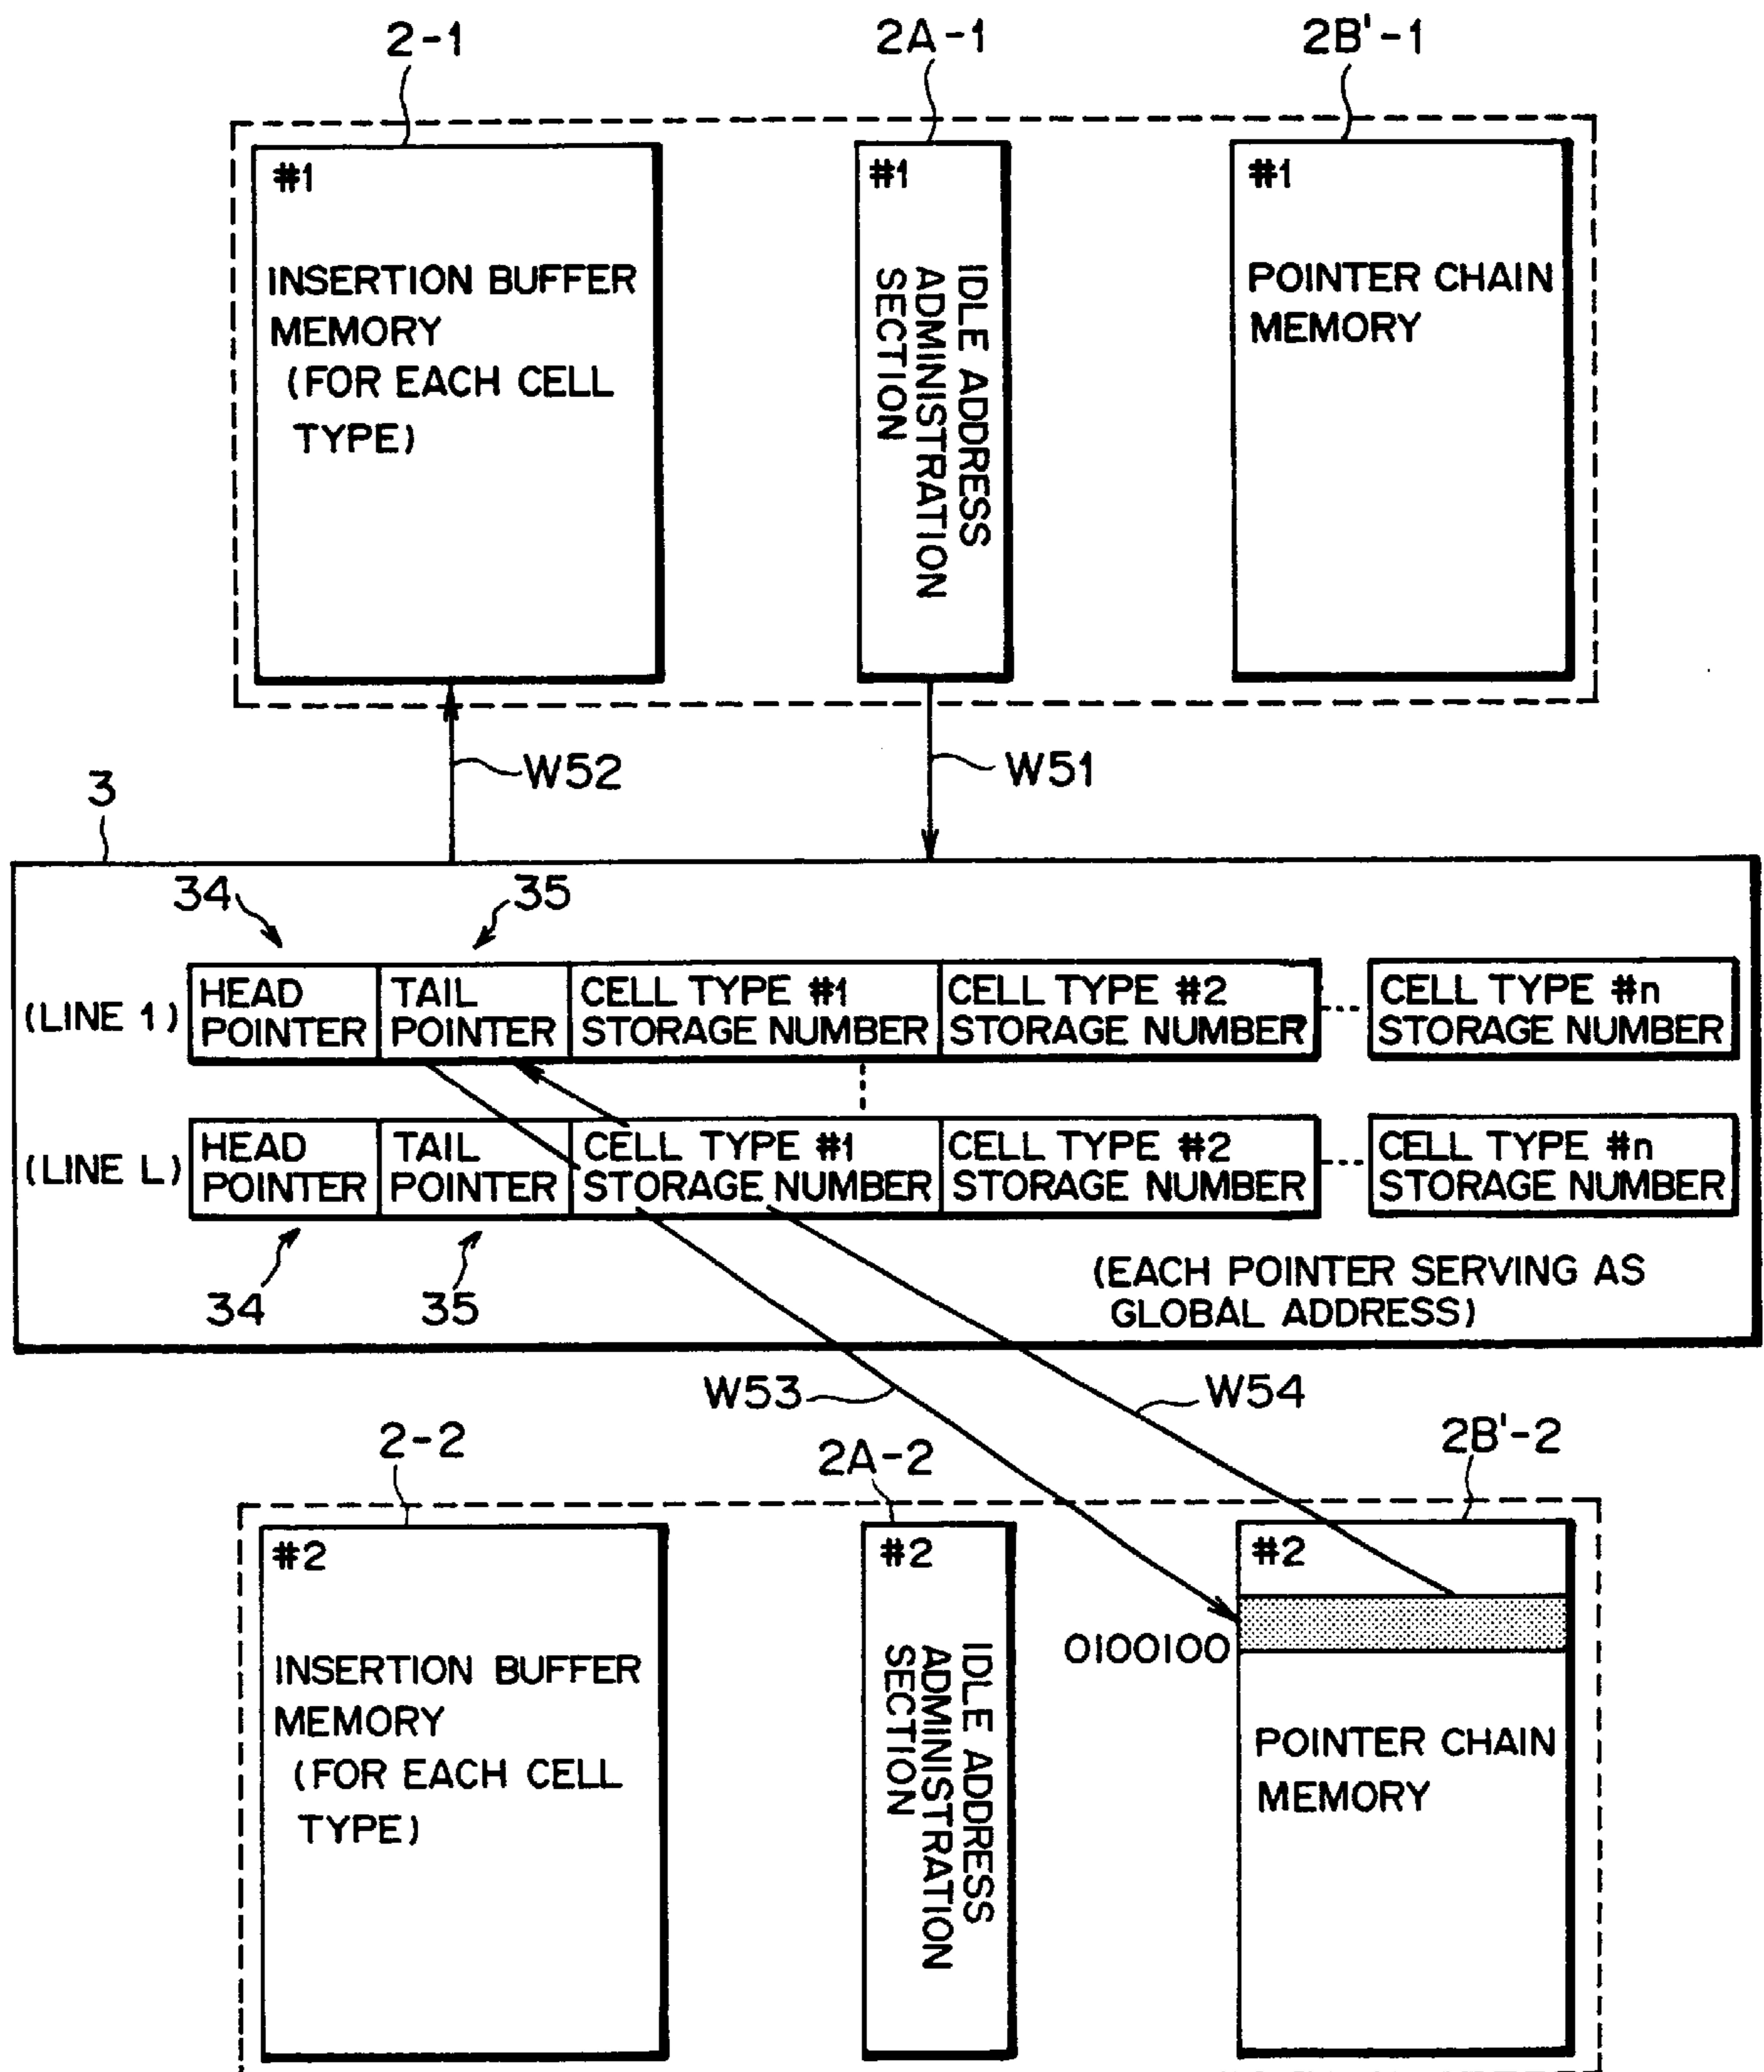 2-1
2A-1
2B'-1
#1
INSERTION BUFFER
MEMORY
(FOR EACH CELL
TYPE)
#1
IDLE ADDRESS
ADMINISTRATION
SECTION
#1
POINTER CHAIN
MEMORY
W52
W51
3
34
35
(LINE 1)
HEAD
POINTER
TAIL
POINTER
CELL TYPE #1
STORAGE NUMBER
CELL TYPE #2
STORAGE NUMBER
CELL TYPE #n
STORAGE NUMBER
(LINE L)
HEAD
POINTER
TAIL
POINTER
CELL TYPE #1
STORAGE NUMBER
CELL TYPE #2
STORAGE NUMBER
CELL TYPE #n
STORAGE NUMBER
34
35
(EACH POINTER SERVING AS
GLOBAL ADDRESS)
W53
W54
2-2
2A-2
2B'-2
#2
INSERTION BUFFER
MEMORY
(FOR EACH CELL
TYPE)
#2
IDLE ADDRESS
ADMINISTRATION
SECTION
#2
0100100
POINTER CHAIN
MEMORY